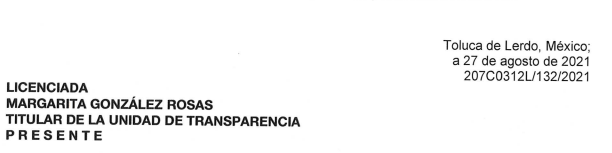 Toluca de Lerdo, México;
a 27 de agosto de 2021
207C0312L/132/2021
LICENCIADA
MARGARITA GONZÁLEZ ROSAS
TITULAR DE LA UNIDAD DE TRANSPARENCIA
P R E S E N T E